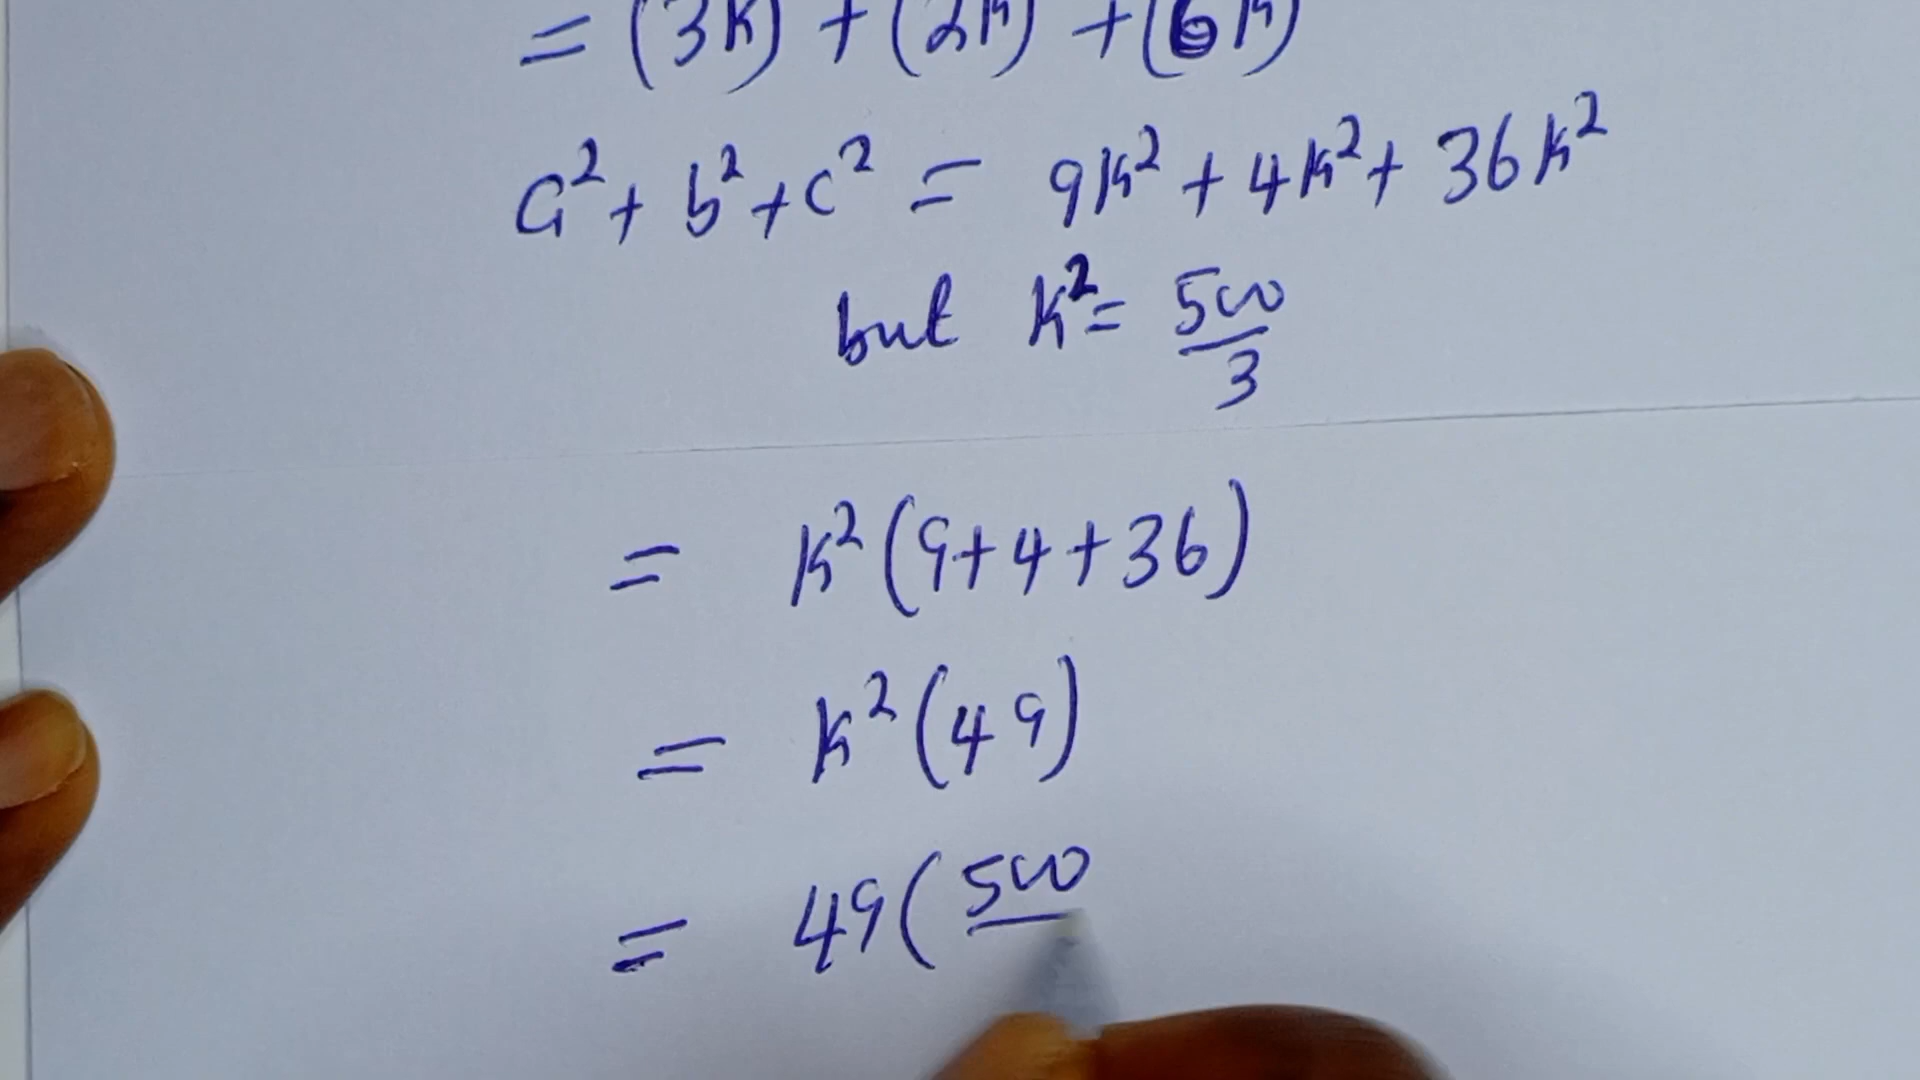 = (3k) + (2k) + (6k)
a² + b² + c² = 9k² + 4k² + 36k²
but k² = 500/3
= k²(9+4+36)
= k²(49)
= 49(500